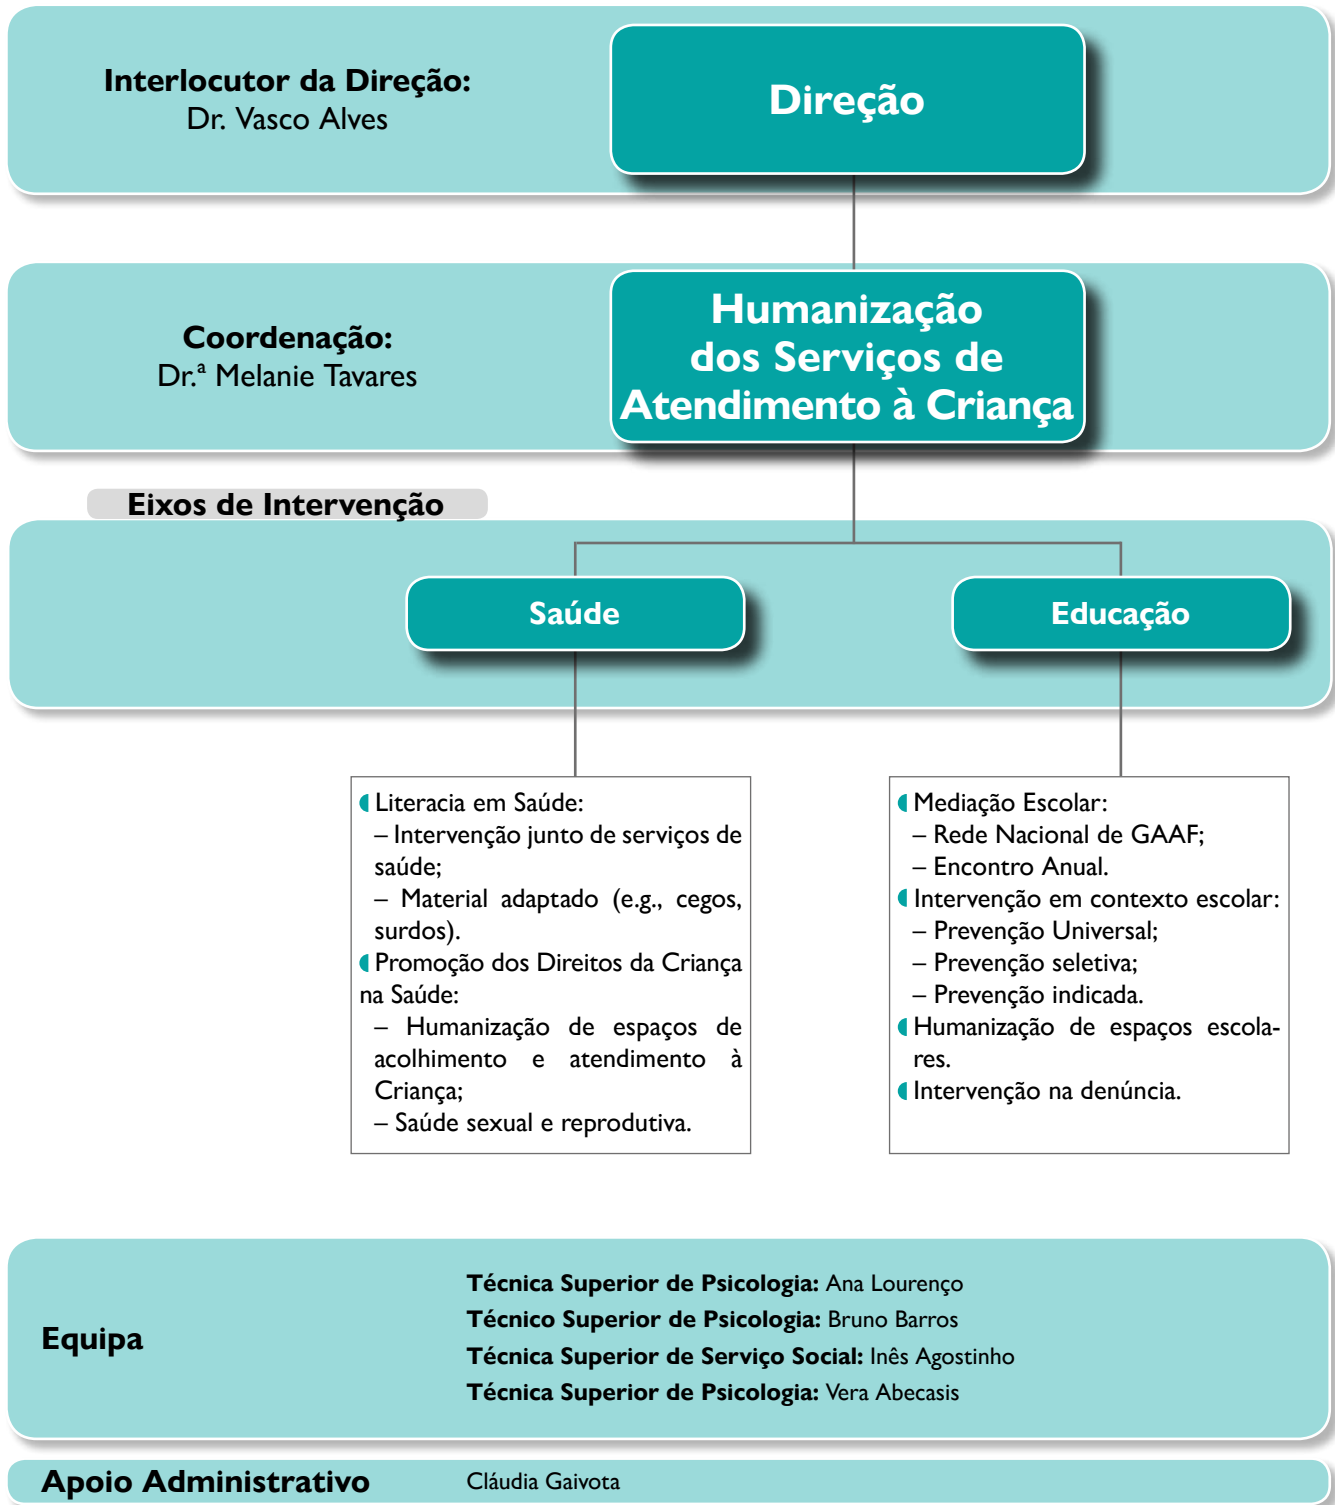 Interlocutor da Direção:
Dr. Vasco Alves
Direção
Coordenação:
Dr.ª Melanie Tavares
Humanização
dos Serviços de
Atendimento à Criança
Eixos de Intervenção
Saúde
Educação
Literacia em Saúde:
– Intervenção junto de serviços de
saúde;
– Material adaptado (e.g., cegos,
surdos).
Promoção dos Direitos da Criança
na Saúde:
– Humanização de espaços de
acolhimento e atendimento à
Criança;
– Saúde sexual e reprodutiva.
Mediação Escolar:
– Rede Nacional de GAAF;
– Encontro Anual.
Intervenção em contexto escolar:
– Prevenção Universal;
– Prevenção seletiva;
– Prevenção indicada.
Humanização de espaços escola-
res.
Intervenção na denúncia.
Equipa
Técnica Superior de Psicologia: Ana Lourenço
Técnico Superior de Psicologia: Bruno Barros
Técnica Superior de Serviço Social: Inês Agostinho
Técnica Superior de Psicologia: Vera Abecasis
Apoio Administrativo Cláudia Gaivota